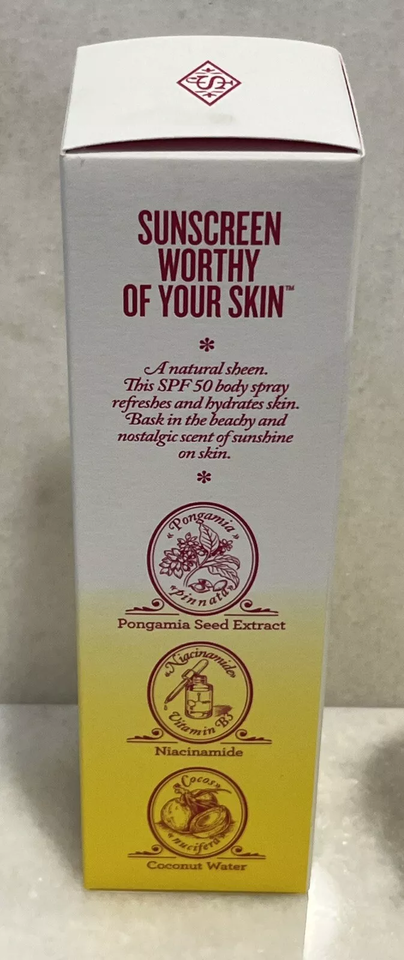 SUNSCREEN
WORTHY
OF YOUR SKIN™
*
A natural sheen.
This SPF 50 body spray
refreshes and hydrates skin.
Bask in the beachy and
nostalgic scent of sunshine
on skin.
*
«Pongamia»
«pinnata»
Pongamia Seed Extract
«Niacinamide»
Vitamin B3
Niacinamide
Cocos
«nucifera»
Coconut Water